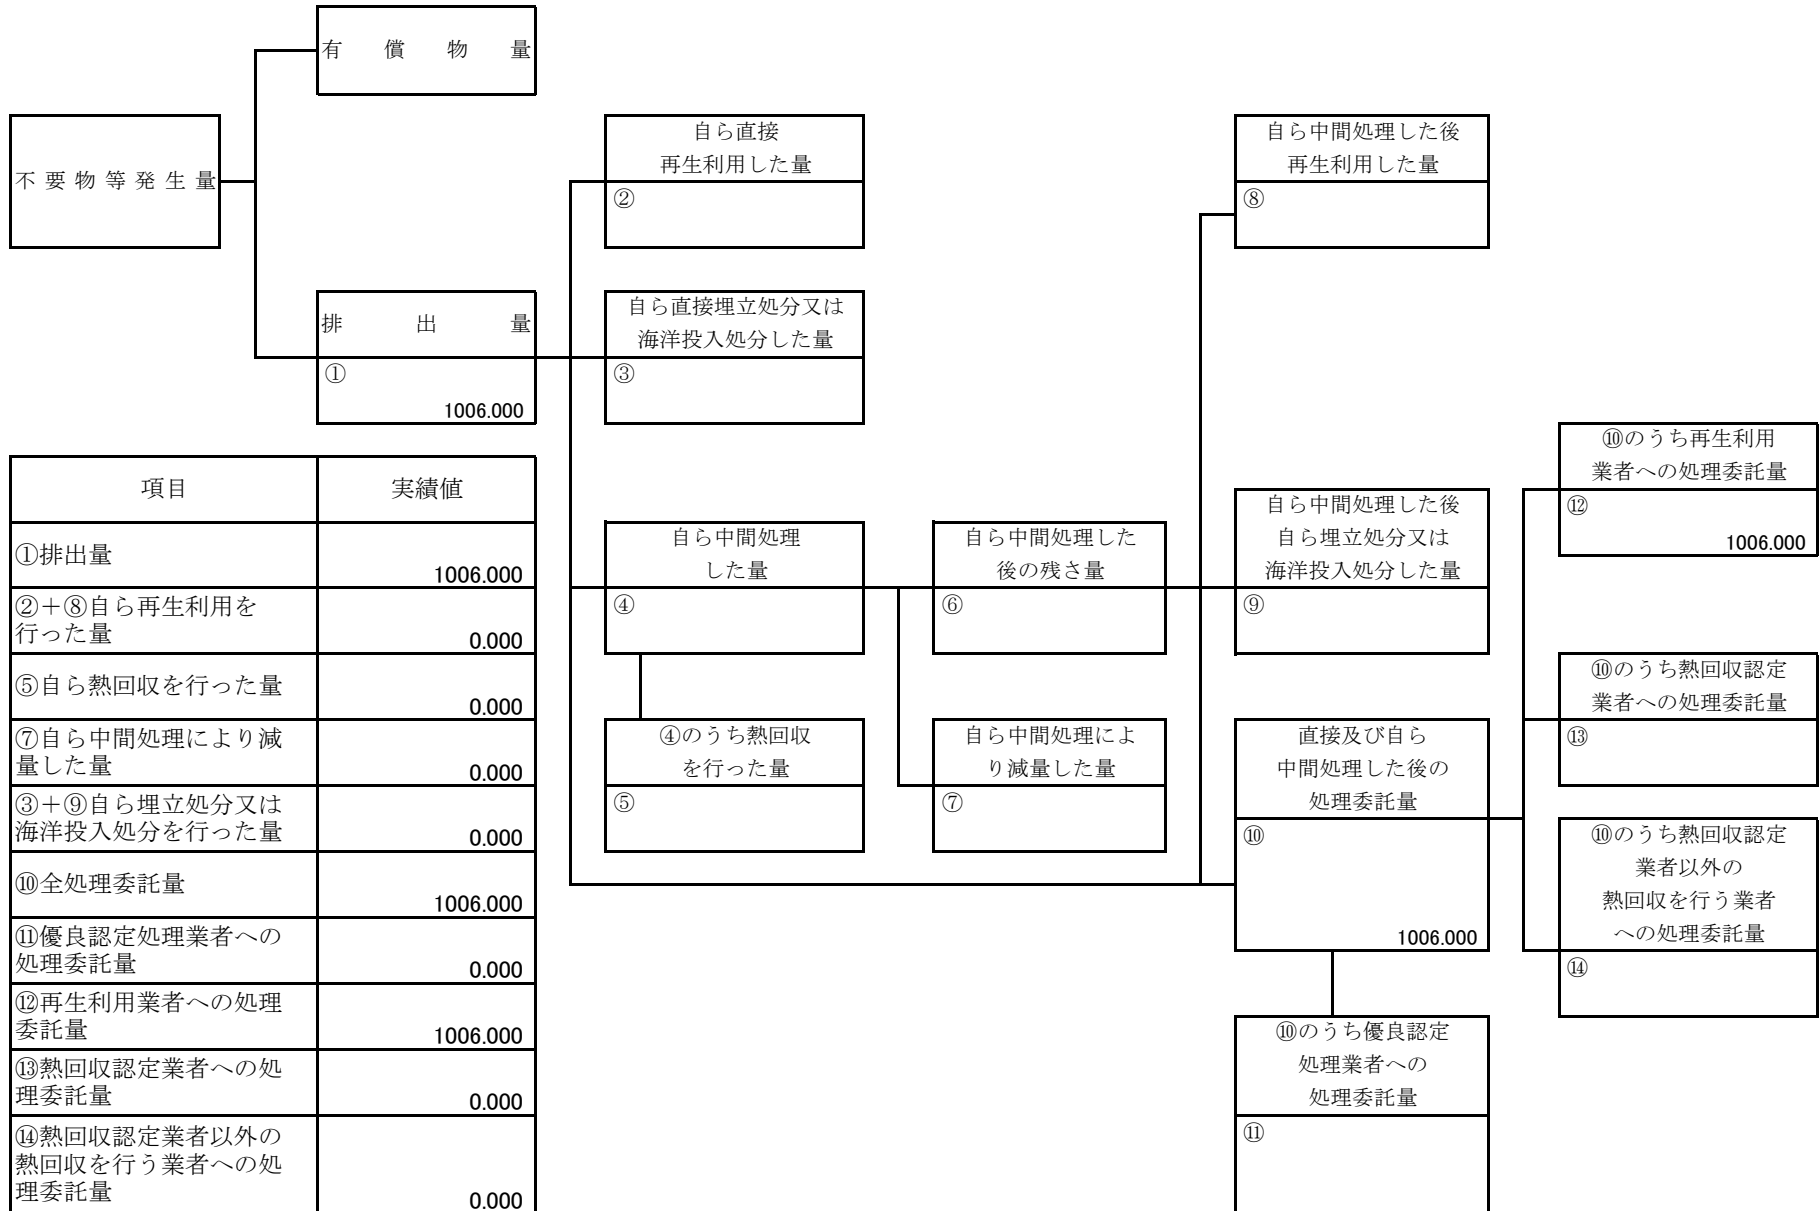 有償物量
不要物等発生量
自ら直接
再生利用した量
②
自ら中間処理した後
再生利用した量
⑧
排出量
①
1006.000
自ら直接埋立処分又は
海洋投入処分した量
③
項目 実績値
①排出量 1006.000
②＋⑧自ら再生利用を
行った量 0.000
⑤自ら熱回収を行った量 0.000
⑦自ら中間処理により減
量した量 0.000
③＋⑨自ら埋立処分又は
海洋投入処分を行った量 0.000
⑩全処理委託量 1006.000
⑪優良認定処理業者への
処理委託量 0.000
⑫再生利用業者への処理
委託量 1006.000
⑬熱回収認定業者への処
理委託量 0.000
⑭熱回収認定業者以外の
熱回収を行う業者への処
理委託量 0.000
自ら中間処理
した量
④
④のうち熱回収
を行った量
⑤
自ら中間処理した
後の残さ量
⑥
自ら中間処理によ
り減量した量
⑦
自ら中間処理した後
自ら埋立処分又は
海洋投入処分した量
⑨
直接及び自ら
中間処理した後の
処理委託量
⑩
1006.000
⑩のうち優良認定
処理業者への
処理委託量
⑪
⑩のうち再生利用
業者への処理委託量
⑫
1006.000
⑩のうち熱回収認定
業者への処理委託量
⑬
⑩のうち熱回収認定
業者以外の
熱回収を行う業者
への処理委託量
⑭